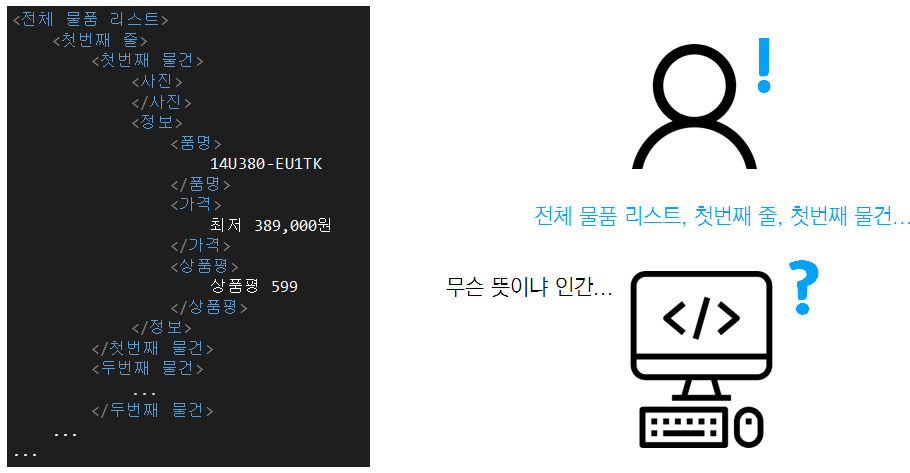 <전체 물품 리스트>
<첫번째 줄>
<첫번째 물건>
<사진>
</사진>
<정보>
<품명>
14U380-EU1TK
</품명>
<가격>
최저 389,000원
</가격>
<상품평>
상품평 599
</상품평>
</정보>
</첫번째 물건>
<두번째 물건>
...
</두번째 물건>
...
...
!
전체 물품 리스트, 첫번째 줄, 첫번째 물건...
무슨 뜻이냐 인간...
?
</>